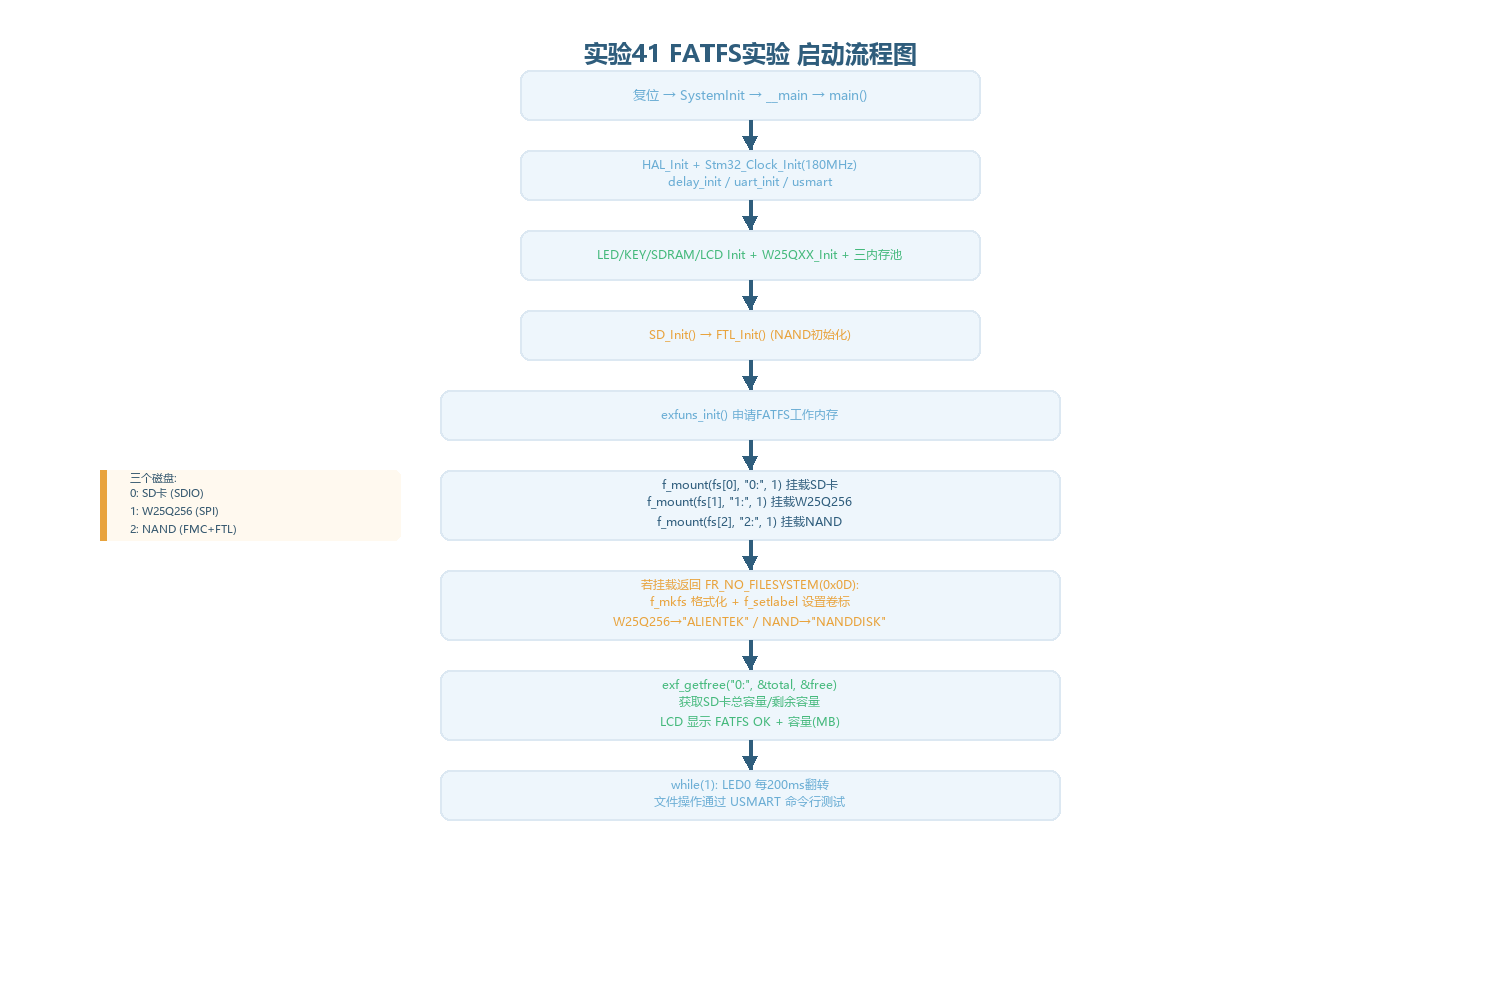 实验41 FATFS实验 启动流程图
复位 → SystemInit → __main → main()
HAL_Init + Stm32_Clock_Init(180MHz)
delay_init / uart_init / usmart
LED/KEY/SDRAM/LCD Init + W25QXX_Init + 三内存池
SD_Init() → FTL_Init() (NAND初始化)
exfuns_init() 申请FATFS工作内存
三个磁盘:
0: SD卡 (SDIO)
1: W25Q256 (SPI)
2: NAND (FMC+FTL)
f_mount(fs[0], "0:", 1) 挂载SD卡
f_mount(fs[1], "1:", 1) 挂载W25Q256
f_mount(fs[2], "2:", 1) 挂载NAND
若挂载返回 FR_NO_FILESYSTEM(0x0D):
f_mkfs 格式化 + f_setlabel 设置卷标
W25Q256→"ALIENTEK" / NAND→"NANDDISK"
exf_getfree("0:", &total, &free)
获取SD卡总容量/剩余容量
LCD 显示 FATFS OK + 容量(MB)
while(1): LED0 每200ms翻转
文件操作通过 USMART 命令行测试